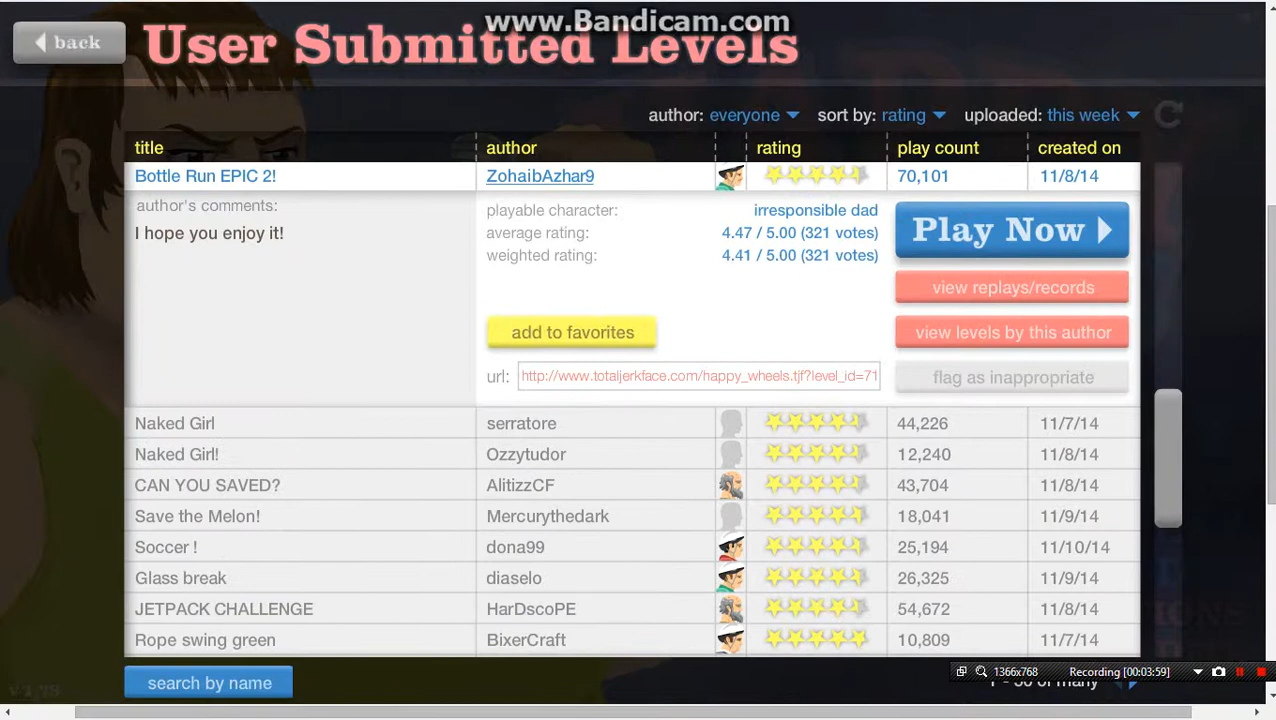 www.Bandicam.com
back
User Submitted Levels
author: everyone sort by: rating uploaded: this week
title author rating play count created on
Bottle Run EPIC 2! ZohaibAzhar9 70,101 11/8/14
author's comments:
I hope you enjoy it!
playable character: irresponsible dad
average rating: 4.47 / 5.00 (321 votes)
weighted rating: 4.41 / 5.00 (321 votes)
add to favorites
url: http://www.totaljerkface.com/happy_wheels.tjf?level_id=71
Play Now
view replays/records
view levels by this author
flag as inappropriate
Naked Girl serratore 44,226 11/7/14
Naked Girl! Ozzytudor 12,240 11/8/14
CAN YOU SAVED? AlitizzCF 43,704 11/8/14
Save the Melon! Mercurythedark 18,041 11/9/14
Soccer ! dona99 25,194 11/10/14
Glass break diaselo 26,325 11/9/14
JETPACK CHALLENGE HarDscoPE 54,672 11/8/14
Rope swing green BixerCraft 10,809 11/7/14
1366x768 Recording [00:03:59]
search by name
of many
v 1.78